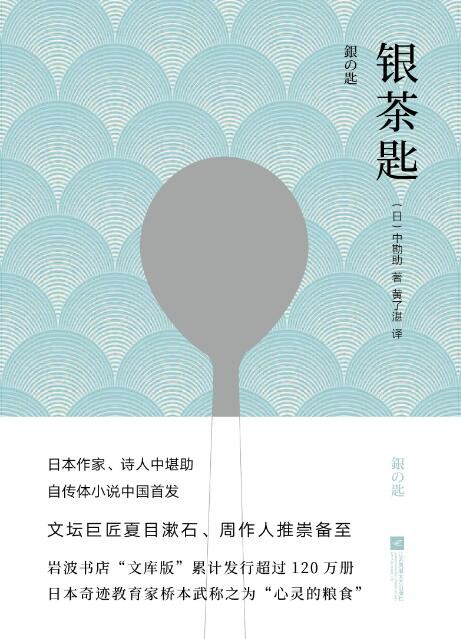 银茶匙
銀の匙
（日）中勘助 著 黄了湛 译
日本作家、诗人中堪助
自传体小说中国首发
文坛巨匠夏目漱石、周作人推崇备至
岩波书店“文库版”累计发行超过 120 万册
日本奇迹教育家桥本武称之为“心灵的粮食”
銀の匙